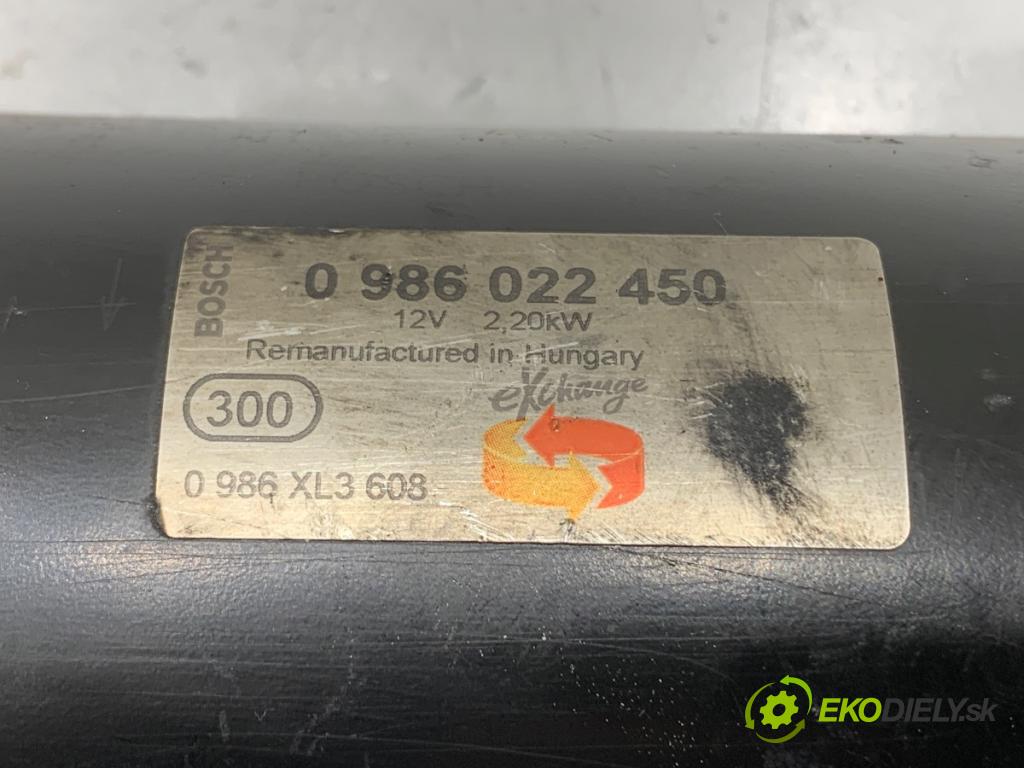 BOSCH
0 986 022 450
12V 2,20kW
Remanufactured in Hungary
eXchange
300
0 986 XL3 608
EKODIELY.sk